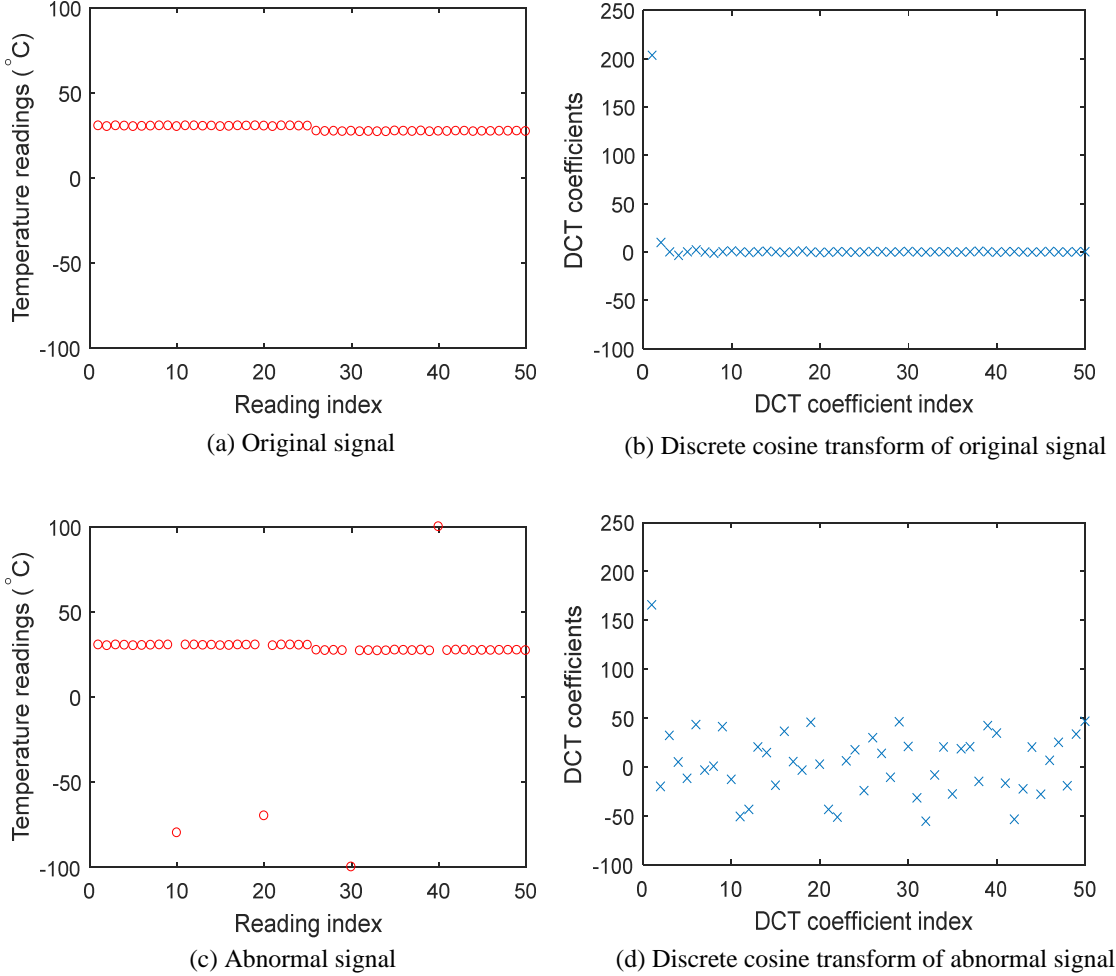 Temperature readings (°C)
100
50
0
-50
-100
0 10 20 30 40 50
Reading index
(a) Original signal
DCT coefficients
250
200
150
100
50
0
-50
-100
0 10 20 30 40 50
DCT coefficient index
(b) Discrete cosine transform of original signal
Temperature readings (°C)
100
50
0
-50
-100
0 10 20 30 40 50
Reading index
(c) Abnormal signal
DCT coefficients
250
200
150
100
50
0
-50
-100
0 10 20 30 40 50
DCT coefficient index
(d) Discrete cosine transform of abnormal signal